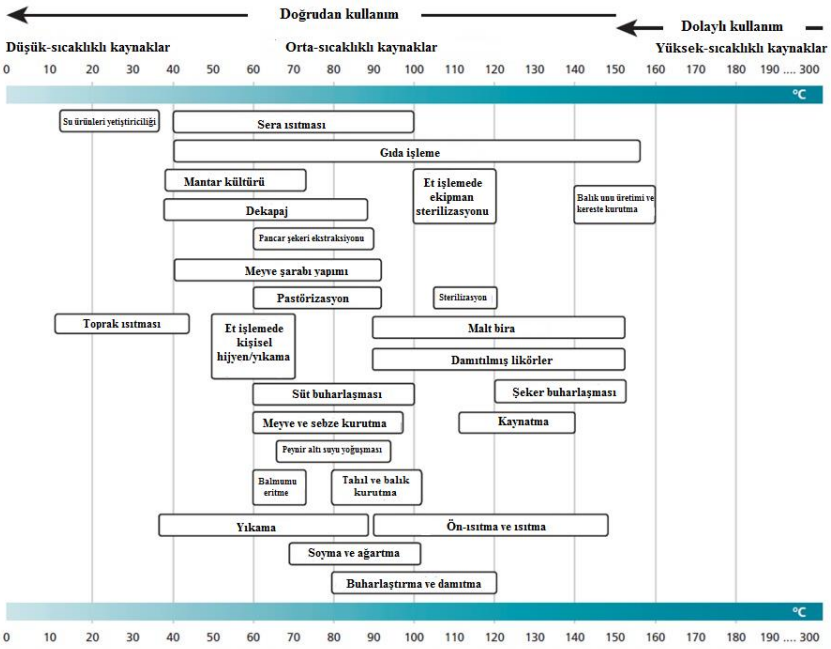 Doğrudan kullanım
Dolaylı kullanım
Düşük-sıcaklıklı kaynaklar
Orta-sıcaklıklı kaynaklar
Yüksek-sıcaklıklı kaynaklar
0 10 20 30 40 50 60 70 80 90 100 110 120 130 140 150 160 170 180 190 .... 300
°C
Su ürünleri yetiştiriciliği
Sera ısıtması
Gıda işleme
Mantar kültürü
Et işlemede
ekipman
sterilizasyonu
Balık unu üretimi ve
kereste kurutma
Dekapaj
Pancar şekeri ekstraksiyonu
Meyve şarabı yapımı
Pastörizasyon
Sterilizasyon
Toprak ısıtması
Et işlemede
kişisel
hijyen/yıkama
Malt bira
Damıtılmış likörler
Süt buharlaşması
Şeker buharlaşması
Meyve ve sebze kurutma
Kaynatma
Peynir altı suyu yoğuşması
Balmumu
eritme
Tahıl ve balık
kurutma
Yıkama
Ön-ısıtma ve ısıtma
Soyma ve ağartma
Buharlaştırma ve damıtma
°C
0 10 20 30 40 50 60 70 80 90 100 110 120 130 140 150 160 170 180 190 .... 300